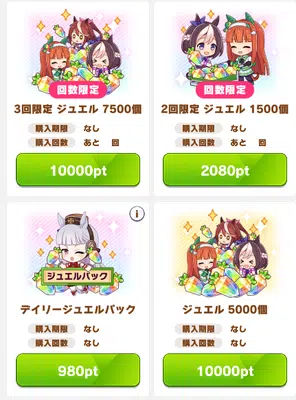 回数限定
3回限定 ジュエル 7500個
購入期限 なし
購入回数 あと 回
10000pt
回数限定
2回限定 ジュエル 1500個
購入期限 なし
購入回数 あと 回
2080pt
ジュエルパック
デイリージュエルパック
購入期限 なし
購入回数 なし
980pt
ジュエル 5000個
購入期限 なし
購入回数 なし
10000pt